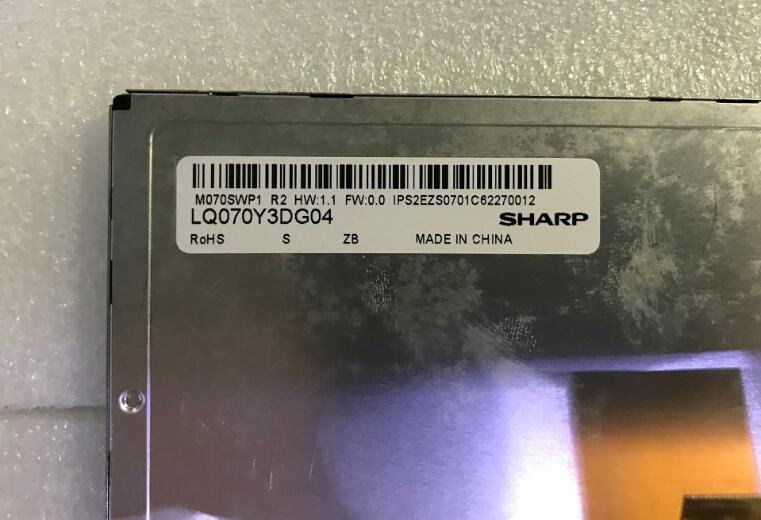 M070SWP1 R2 HW:1.1 FW:0.0 IPS2EZS0701C62270012
LQ070Y3DG04 SHARP
RoHS S ZB MADE IN CHINA